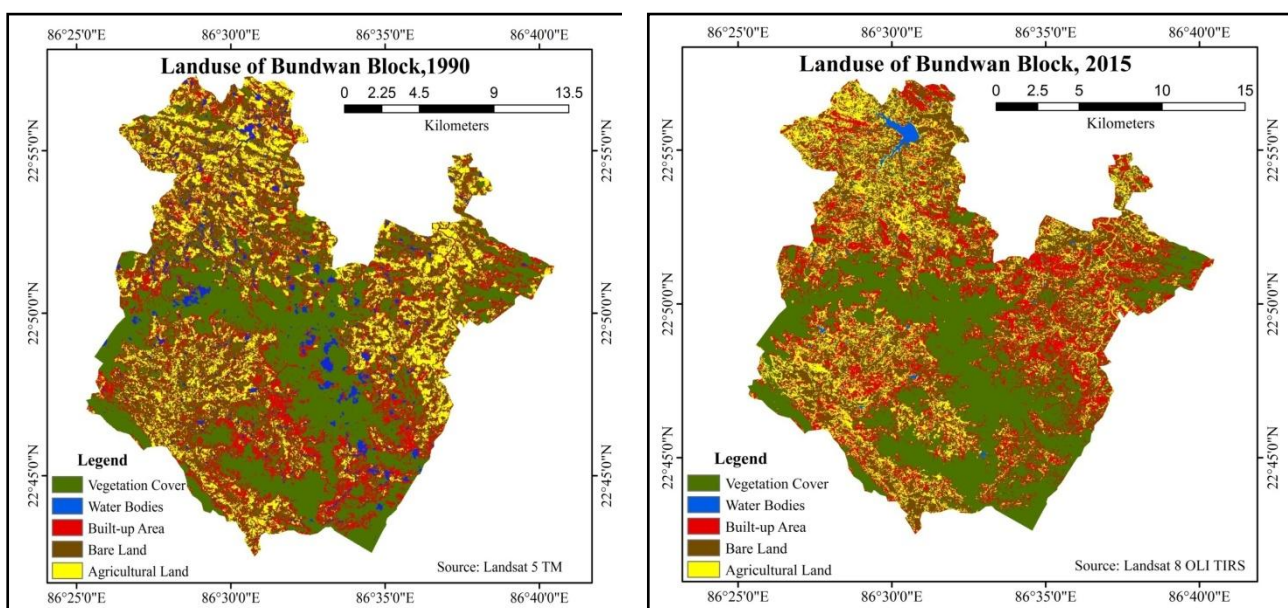 86°25'0"E 86°30'0"E 86°35'0"E 86°40'0"E
Landuse of Bundwan Block,1990
0 2.25 4.5 9 13.5
Kilometers
22°55'0"N 22°55'0"N
22°50'0"N 22°50'0"N
22°45'0"N 22°45'0"N
Legend
Vegetation Cover
Water Bodies
Built-up Area
Bare Land
Agricultural Land
Source: Landsat 5 TM
86°25'0"E 86°30'0"E 86°35'0"E 86°40'0"E
86°25'0"E 86°30'0"E 86°35'0"E 86°40'0"E
Landuse of Bundwan Block, 2015
0 2.5 5 10 15
Kilometers
22°55'0"N 22°55'0"N
22°50'0"N 22°50'0"N
22°45'0"N 22°45'0"N
Legend
Vegetation Cover
Water Bodies
Built-up Area
Bare Land
Agricultural Land
Source: Landsat 8 OLI TIRS
86°25'0"E 86°30'0"E 86°35'0"E 86°40'0"E